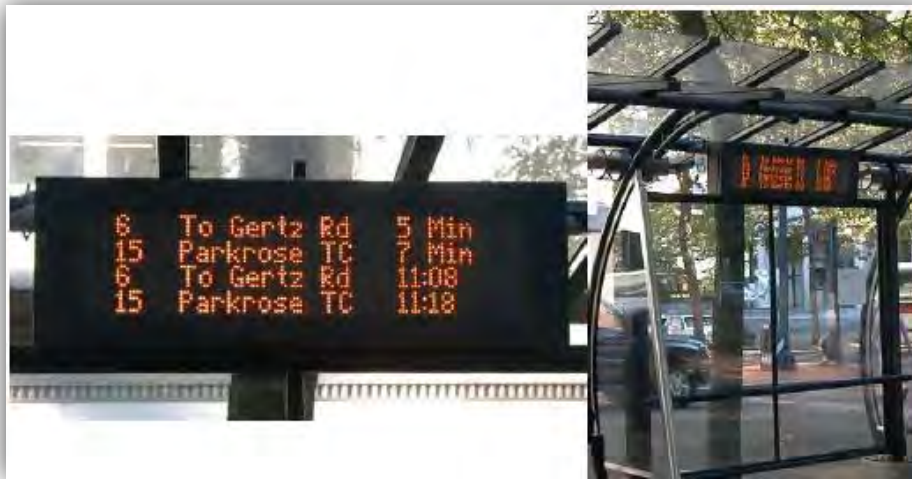 6 To Gertz Rd 5 Min
15 Parkrose TC 7 Min
6 To Gertz Rd 11:08
15 Parkrose TC 11:18